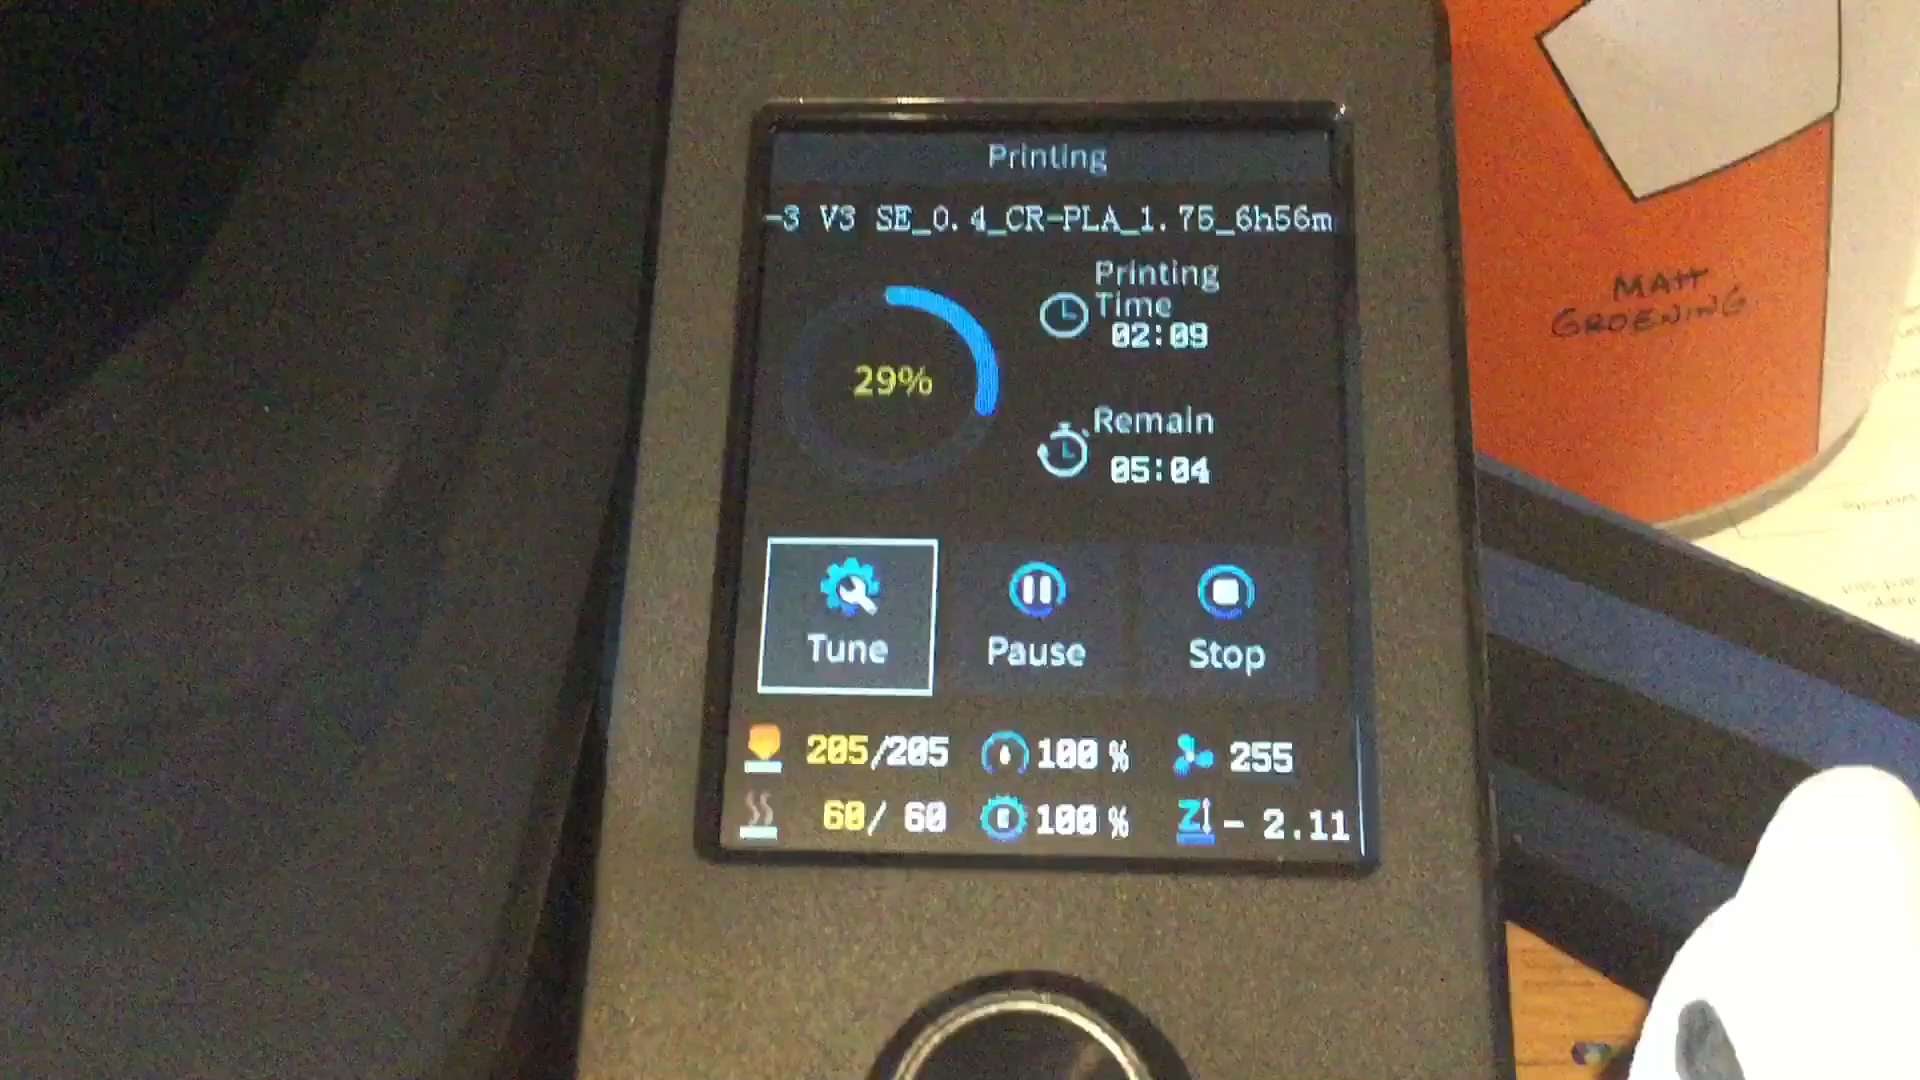 Printing
-3 V3 SE_0.4_CR-PLA_1.75_6h56m
Printing
Time
02:09
29%
Remain
05:04
Tune
Pause
Stop
205/205
100 %
255
60/ 60
100 %
Z
- 2.11
MATT
GROENING